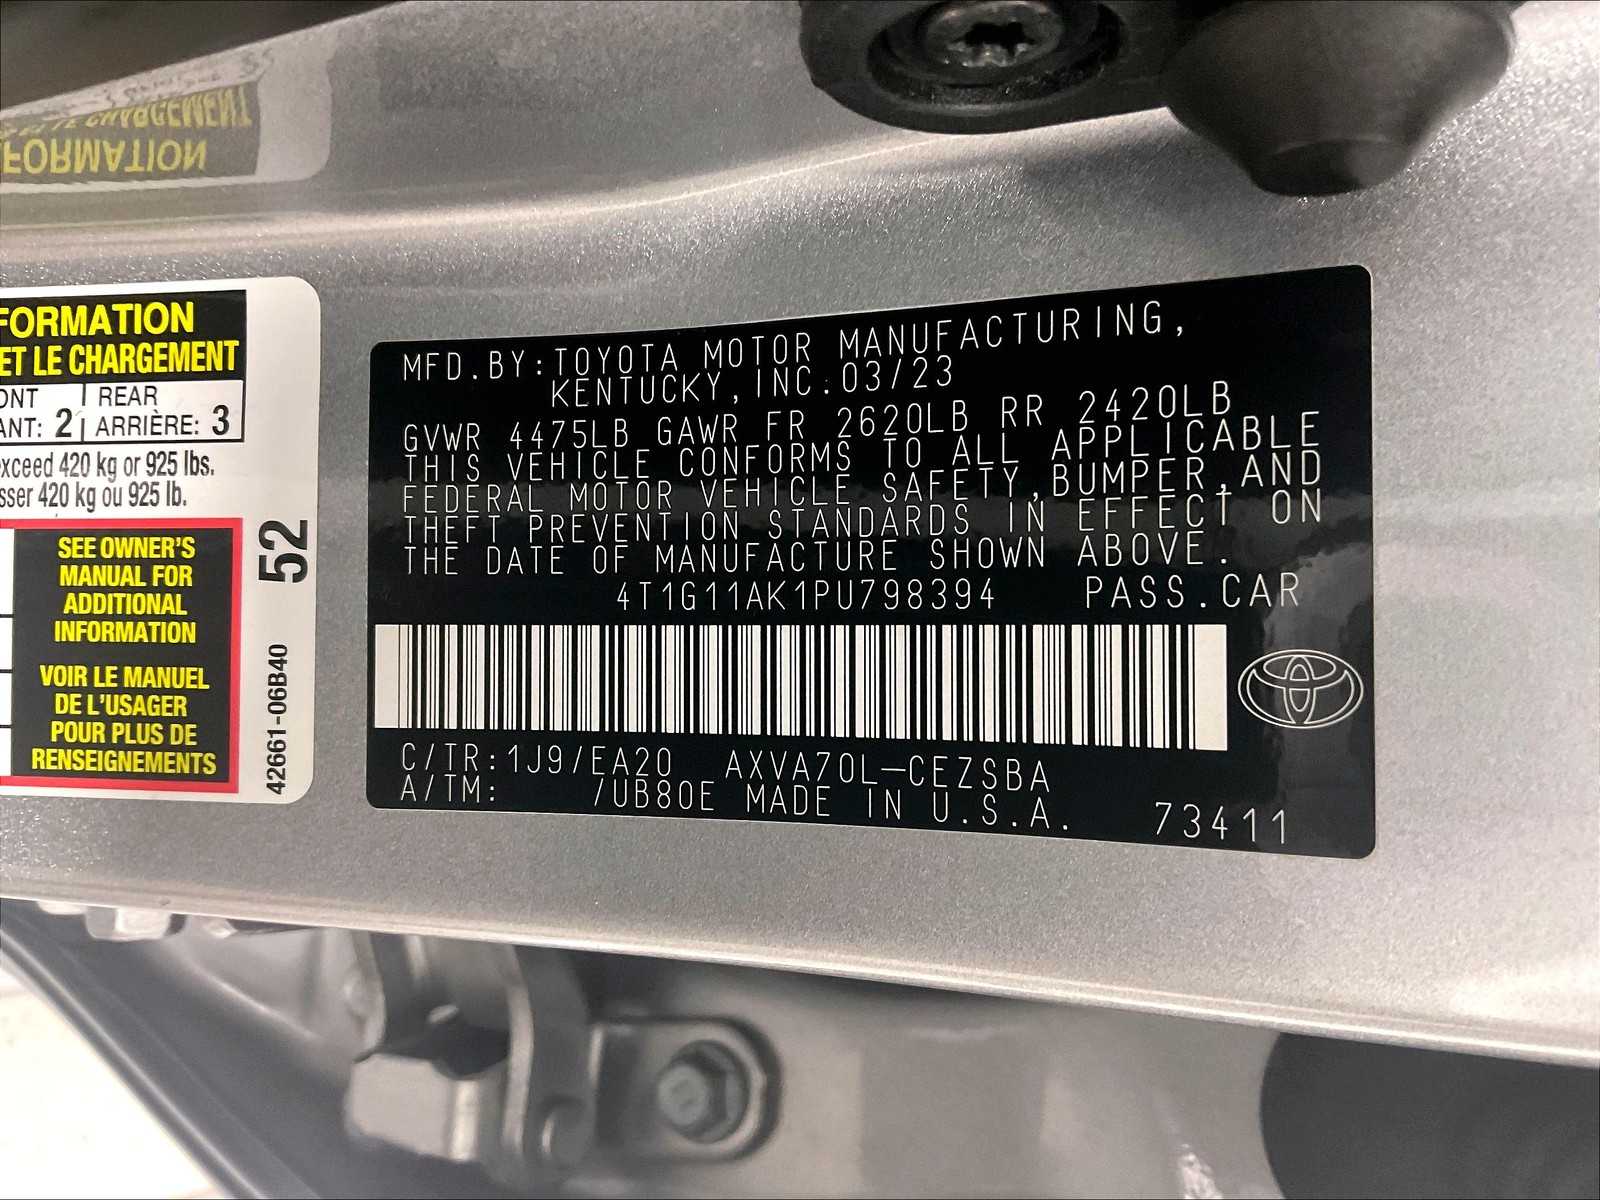 FORMATION
ET LE CHARGEMENT
REAR
ANT: 2 ARRIÈRE: 3
exceed 420 kg or 925 lbs.
420 kg ou 925 lb.
SEE OWNER'S
MANUAL FOR
ADDITIONAL
INFORMATION
VOIR LE MANUEL
DE L'USAGER
POUR PLUS DE
RENSEIGNEMENTS
52
42661-06B40
MFD.BY:TOYOTA MOTOR MANUFACTURING,
KENTUCKY, INC.03/23
GVWR 4475LB GAWR FR 2620LB RR 2420LB
THIS VEHICLE CONFORMS TO ALL APPLICABLE
FEDERAL MOTOR VEHICLE SAFETY,BUMPER,AND
THEFT PREVENTION STANDARDS IN EFFECT ON
THE DATE OF MANUFACTURE SHOWN ABOVE.
4T1G11AK1PU798394 PASS.CAR
C/TR:1J9/EA20 AXVA70L-CEZSBA
A/TM: /UB80E MADE IN U.S.A. 73411